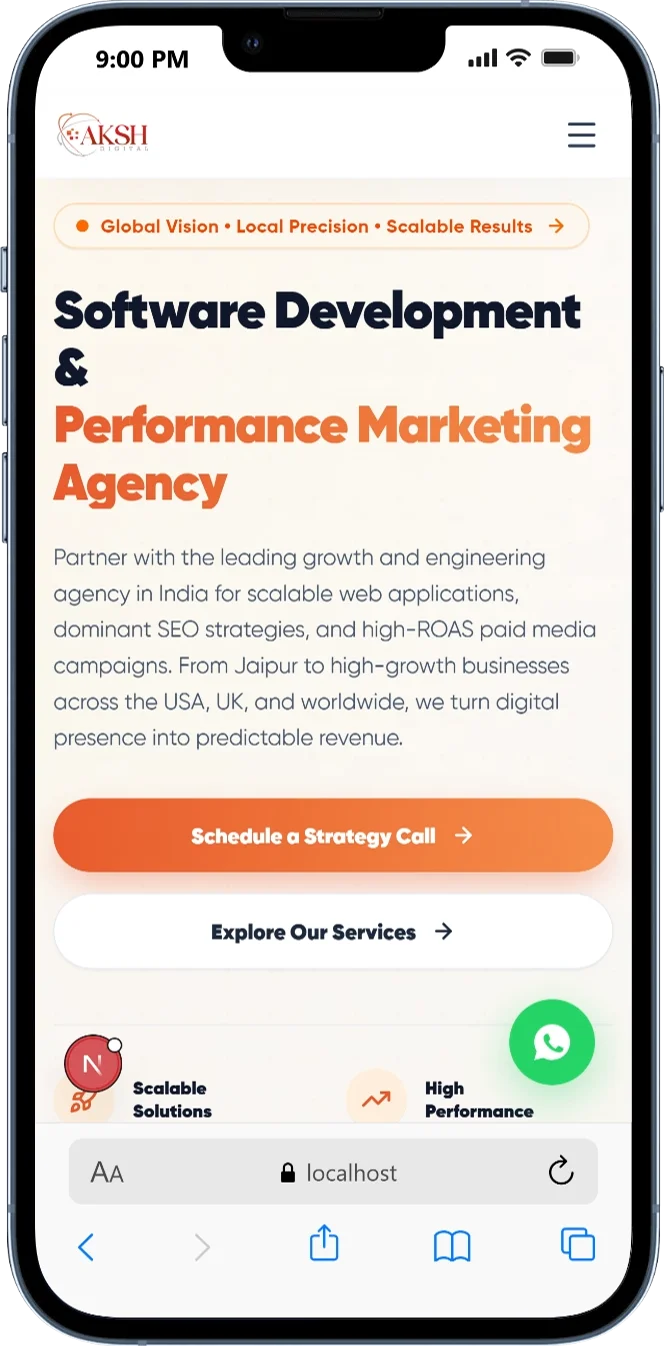 9:00 PM
AKSH
DIGITAL
Global Vision • Local Precision • Scalable Results →
Software Development
&
Performance Marketing
Agency
Partner with the leading growth and engineering
agency in India for scalable web applications,
dominant SEO strategies, and high-ROAS paid media
campaigns. From Jaipur to high-growth businesses
across the USA, UK, and worldwide, we turn digital
presence into predictable revenue.
Schedule a Strategy Call →
Explore Our Services →
N
Scalable
Solutions
High
Performance
AA
localhost